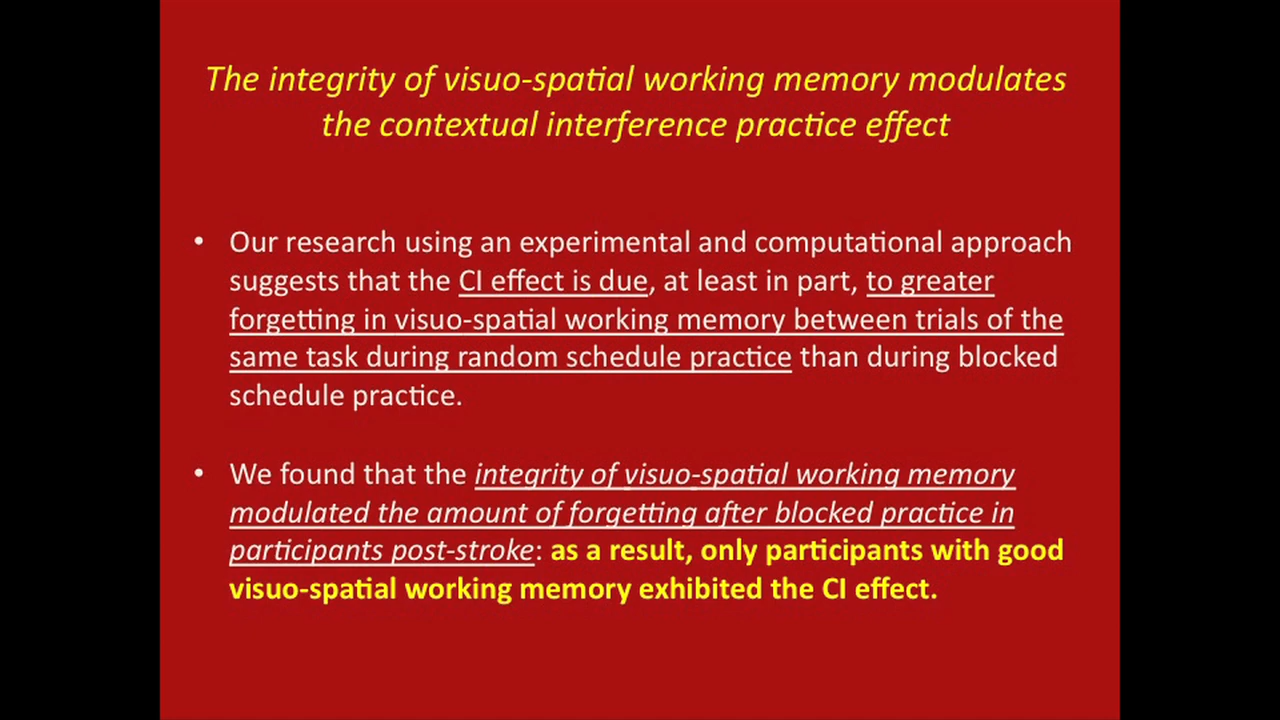 The integrity of visuo-spatial working memory modulates
the contextual interference practice effect
• Our research using an experimental and computational approach
suggests that the CI effect is due, at least in part, to greater
forgetting in visuo-spatial working memory between trials of the
same task during random schedule practice than during blocked
schedule practice.
• We found that the integrity of visuo-spatial working memory
modulated the amount of forgetting after blocked practice in
participants post-stroke: as a result, only participants with good
visuo-spatial working memory exhibited the CI effect.